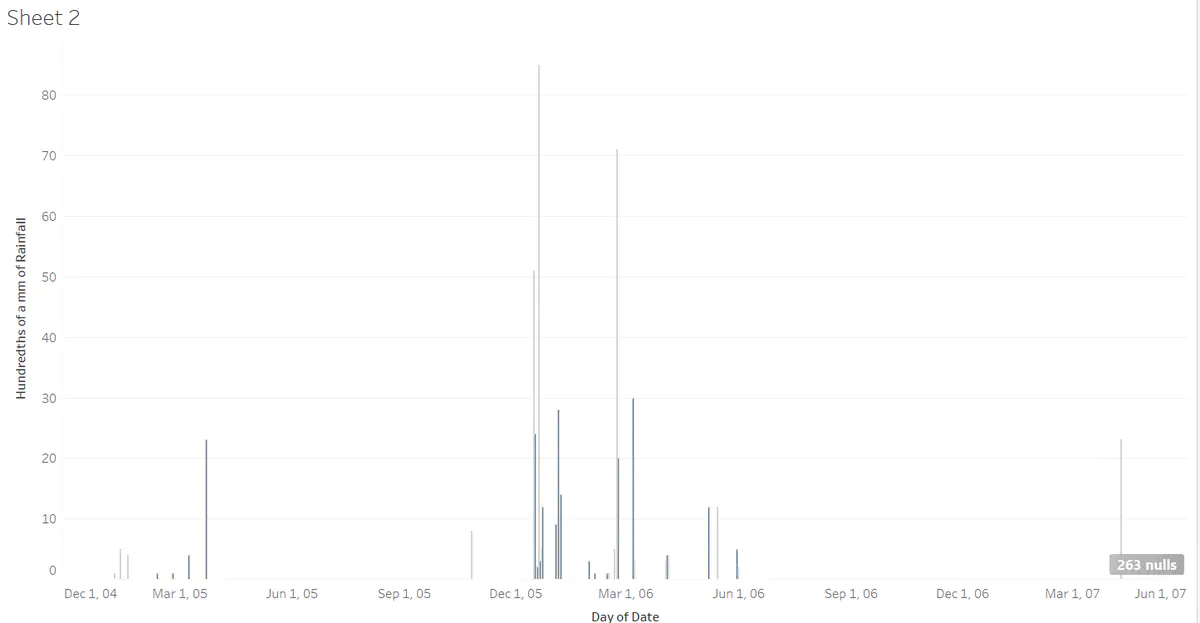 Sheet 2
80
70
60
50
40
30
20
10
0
Hundredths of a mm of Rainfall
263 nulls
Dec 1, 04 Mar 1, 05 Jun 1, 05 Sep 1, 05 Dec 1, 05 Mar 1, 06 Jun 1, 06 Sep 1, 06 Dec 1, 06 Mar 1, 07 Jun 1, 07
Day of Date